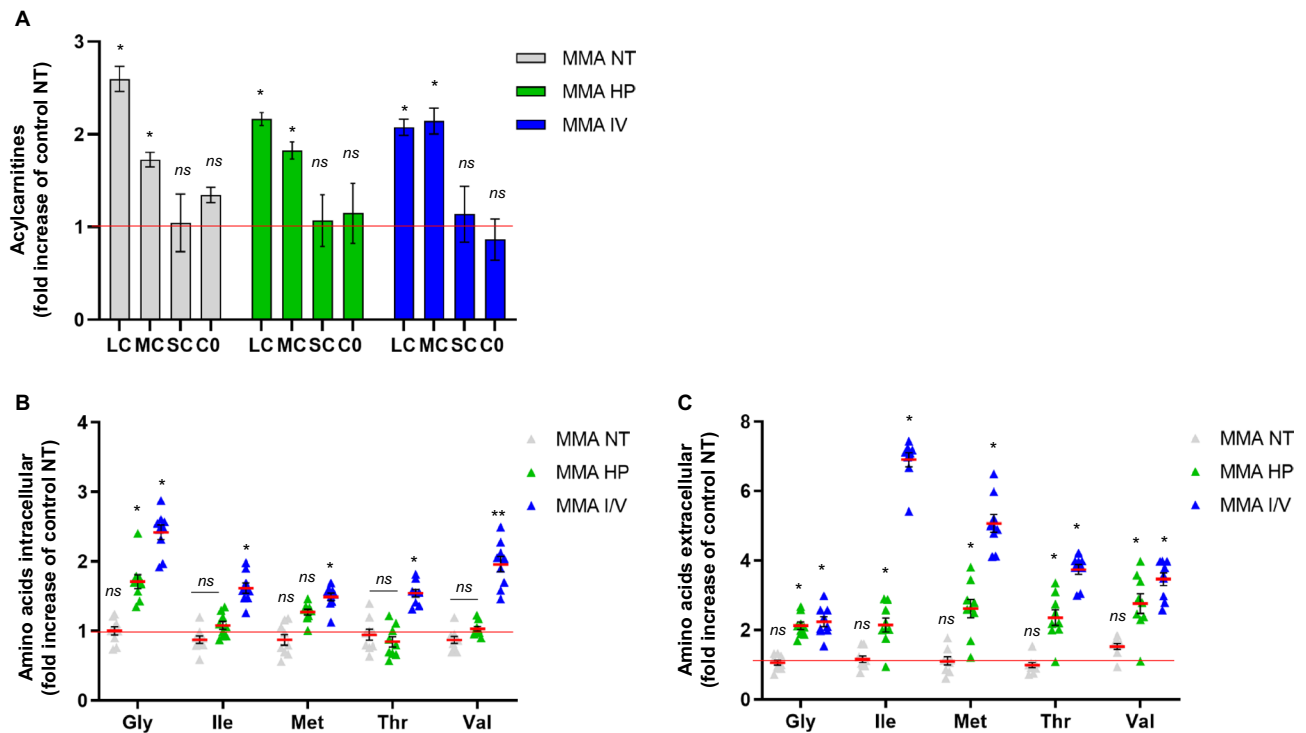 A
Acylcarnitines
(fold increase of control NT)
3
2
1
0
* * ns ns
* * ns ns
* * ns ns
LC MC SC C0 LC MC SC C0 LC MC SC C0
MMA NT
MMA HP
MMA IV
B
Amino acids intracellular
(fold increase of control NT)
4
3
2
1
0
ns * *
ns *
ns ns *
ns *
ns **
Gly Ile Met Thr Val
MMA NT
MMA HP
MMA I/V
C
Amino acids extracellular
(fold increase of control NT)
8
6
4
2
0
ns * *
ns * *
ns * *
ns * *
ns * *
Gly Ile Met Thr Val
MMA NT
MMA HP
MMA I/V